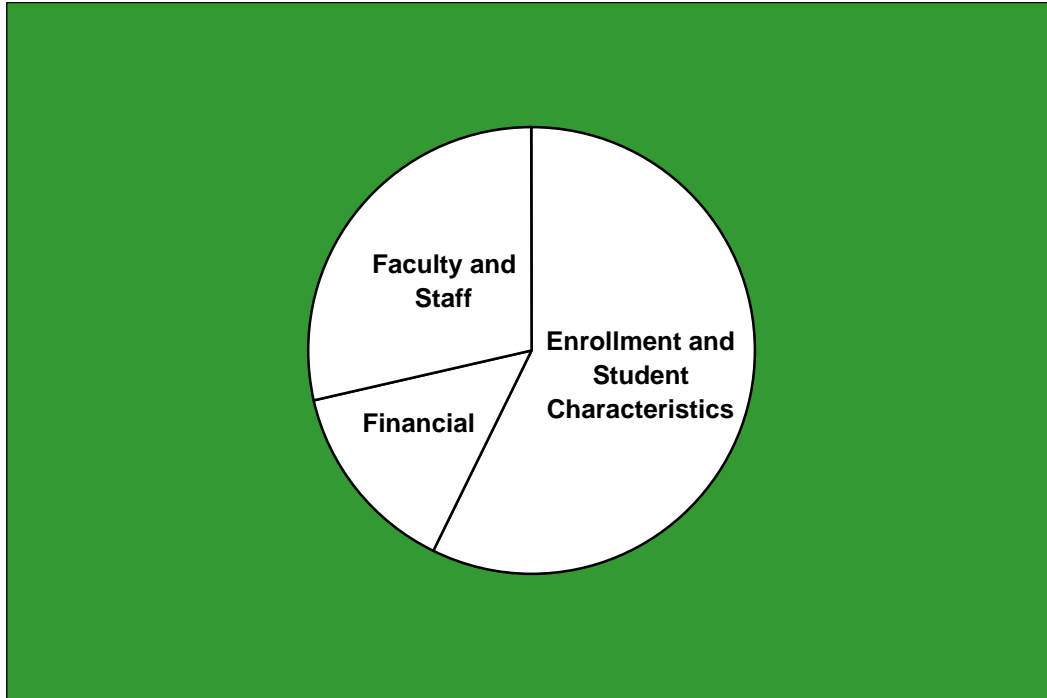 Faculty and
Staff
Enrollment and
Student
Characteristics
Financial